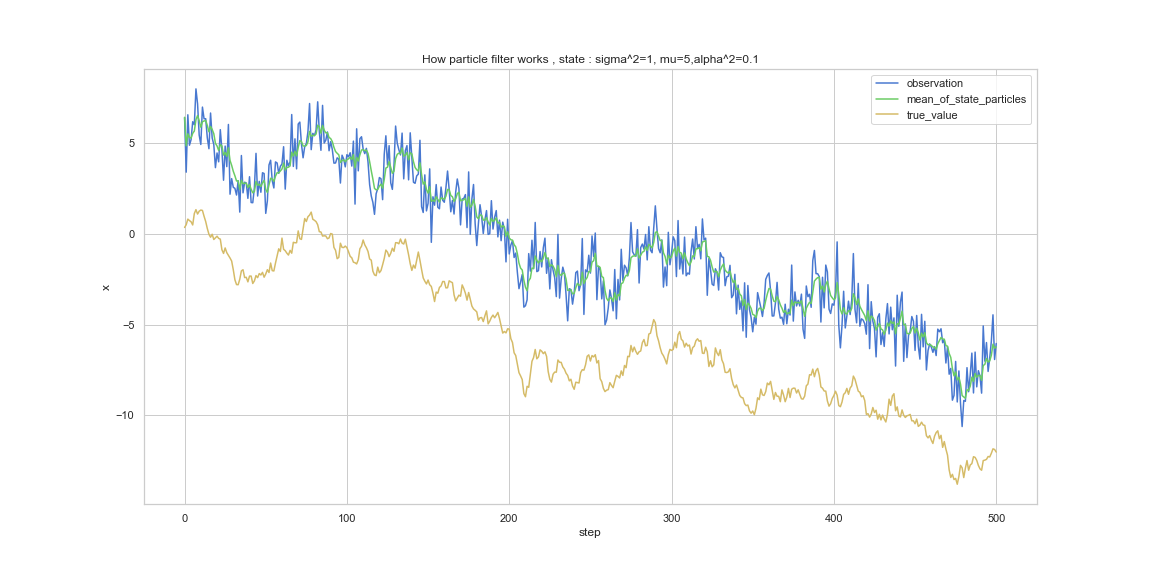 How particle filter works , state : sigma^2=1, mu=5,alpha^2=0.1
observation
mean_of_state_particles
true_value
5
0
−5
−10
x
0
100
200
300
400
500
step